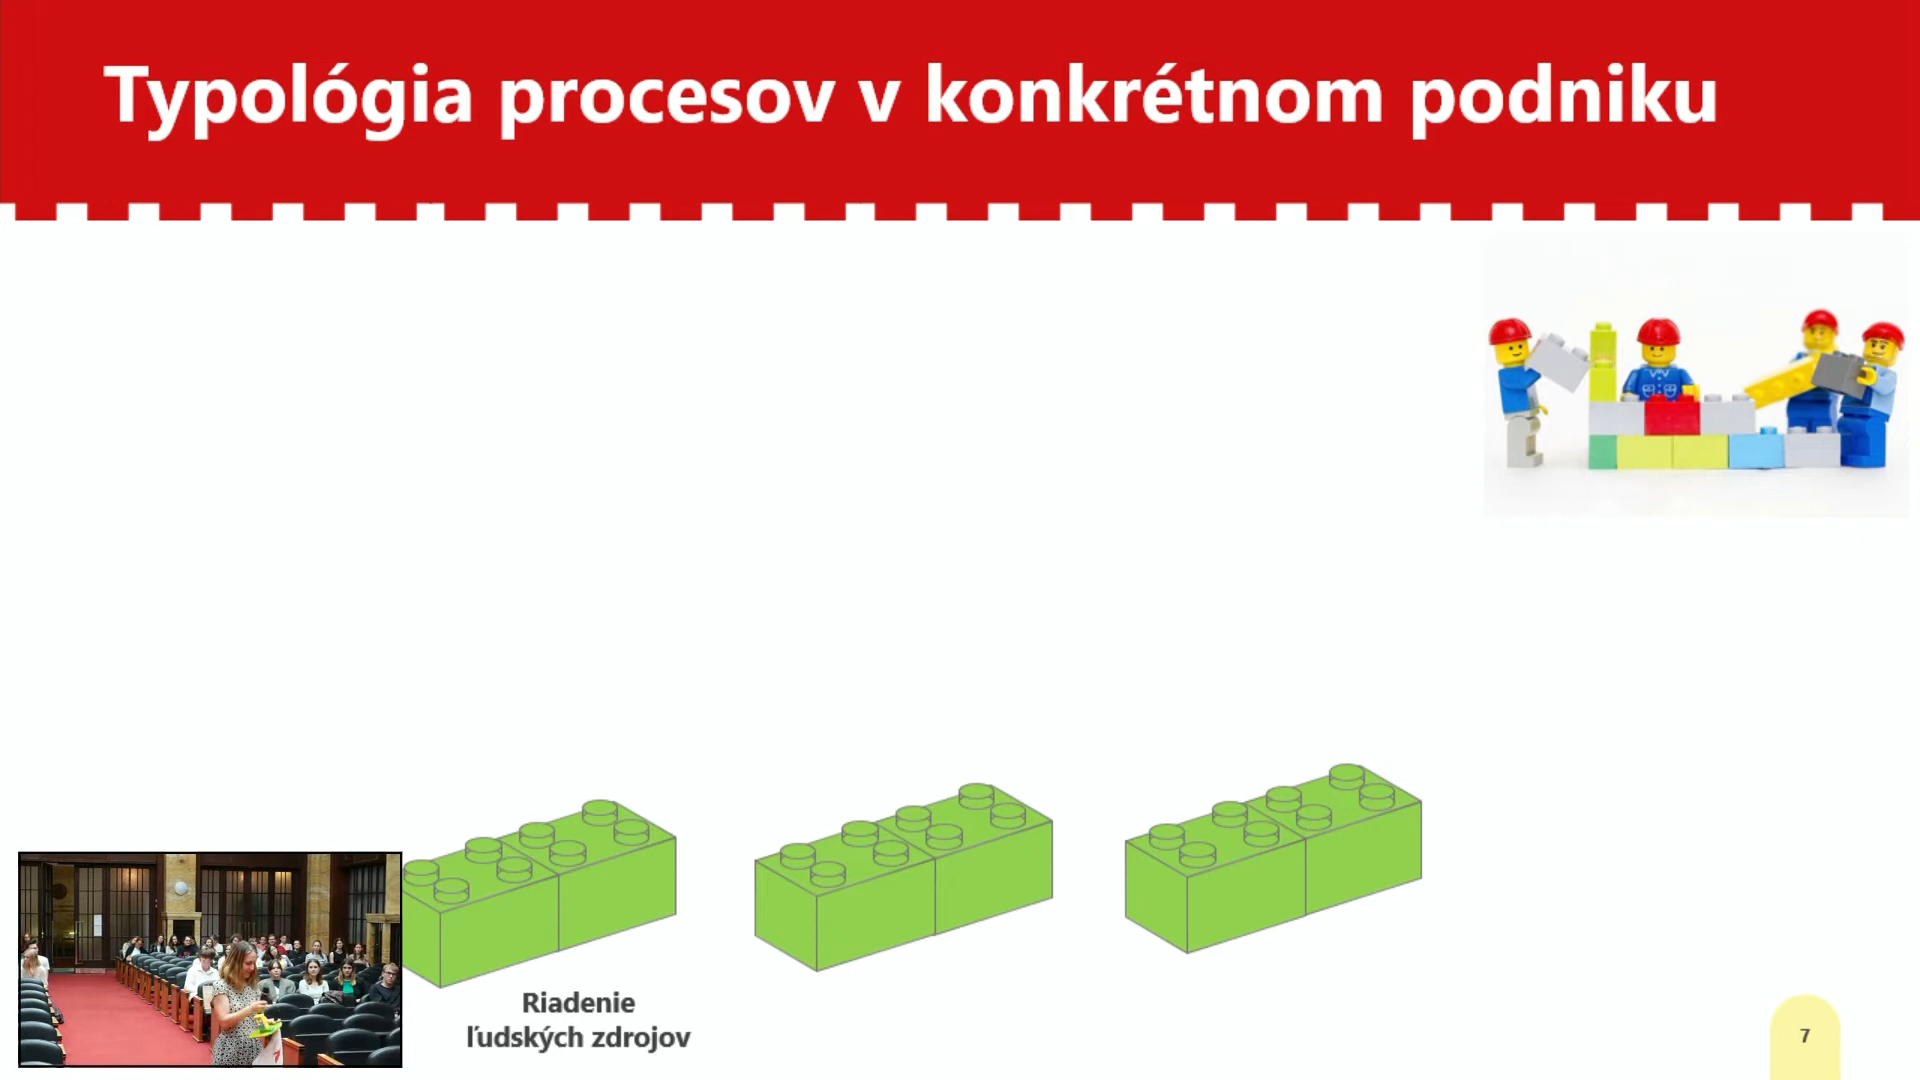 Typológia procesov v konkrétnom podniku
Riadenie
ľudských zdrojov
7